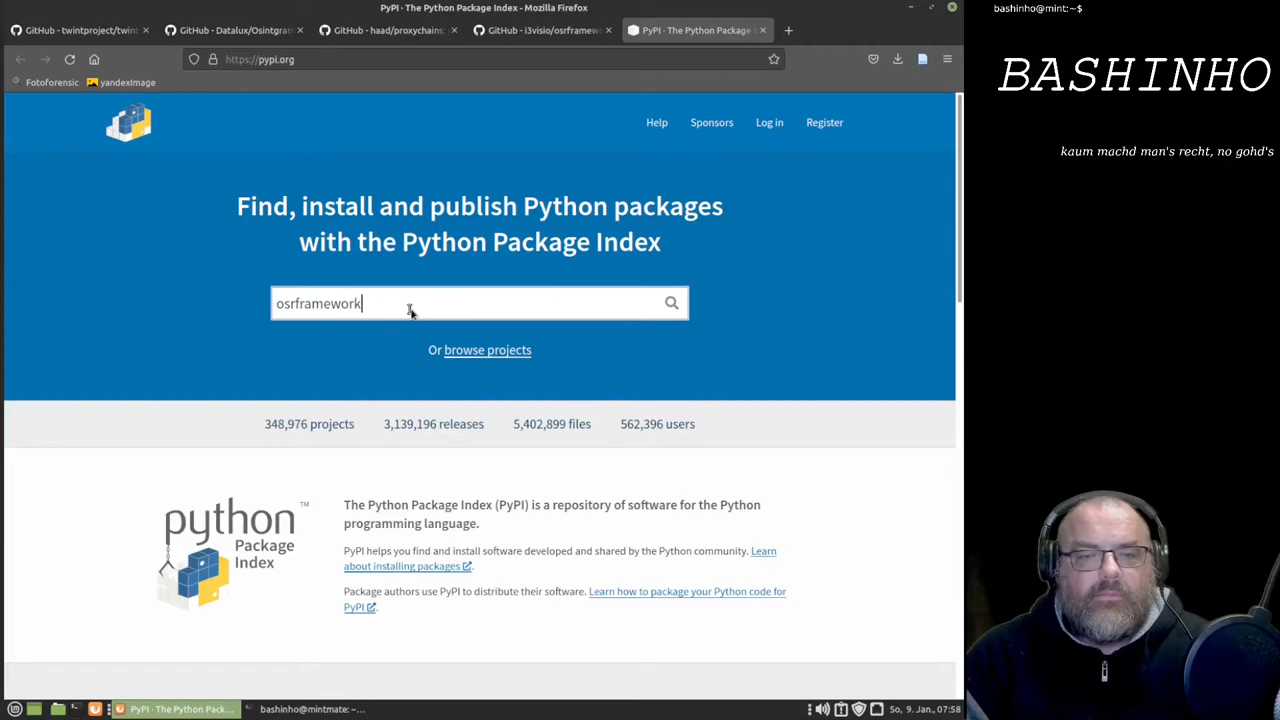 PyPI · The Python Package Index - Mozilla Firefox
GitHub - twintproject/twint
GitHub - Datalux/Osintgram
GitHub - haad/proxychains:
GitHub - i3visio/osrframew
PyPI · The Python Package I
https://pypi.org
Fotoforensic
yandexImage
Help
Sponsors
Log in
Register
Find, install and publish Python packages
with the Python Package Index
osrframework
Or browse projects
348,976 projects
3,139,196 releases
5,402,899 files
562,396 users
python
Package
Index
TM
The Python Package Index (PyPI) is a repository of software for the Python
programming language.
PyPI helps you find and install software developed and shared by the Python community. Learn
about installing packages.
Package authors use PyPI to distribute their software. Learn how to package your Python code for
PyPI.
PyPI · The Python Pack...
bashinho@mintmate: ~...
So, 9. Jan., 07:58
bashinho@mint:~$
BASHINHO
kaum machd man's recht, no gohd's